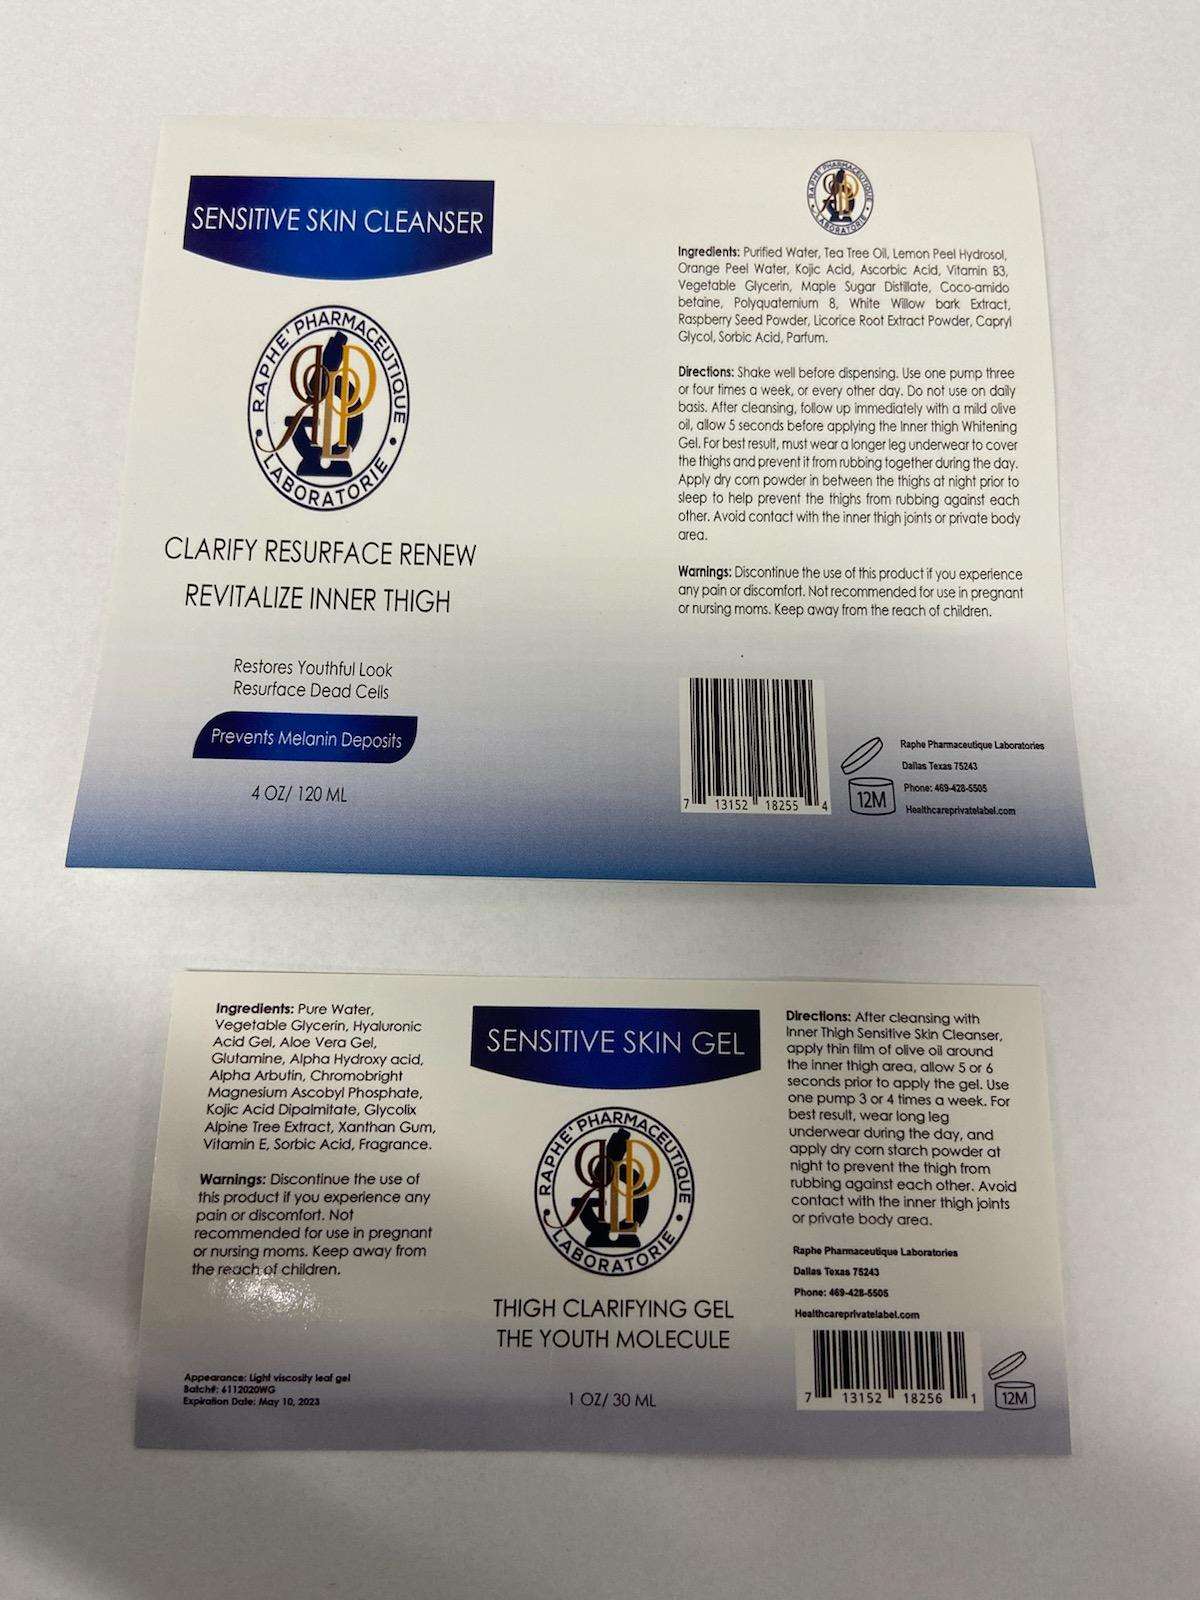 SENSITIVE SKIN CLEANSER
RAPHE' PHARMACEUTIQUE
LABORATORIE
CLARIFY RESURFACE RENEW
REVITALIZE INNER THIGH
Restores Youthful Look
Resurface Dead Cells
Prevents Melanin Deposits
4 OZ/ 120 ML
RAPHE' PHARMACEUTIQUE
LABORATORIE
Ingredients: Purified Water, Tea Tree Oil, Lemon Peel Hydrosol,
Orange Peel Water, Kojic Acid, Ascorbic Acid, Vitamin B3,
Vegetable Glycerin, Maple Sugar Distillate, Coco-amido
betaine, Polyquaternium 8, White Willow bark Extract,
Raspberry Seed Powder, Licorice Root Extract Powder, Capryl
Glycol, Sorbic Acid, Parfum.
Directions: Shake well before dispensing. Use one pump three
or four times a week, or every other day. Do not use on daily
basis. After cleansing, follow up immediately with a mild olive
oil, allow 5 seconds before applying the Inner thigh Whitening
Gel. For best result, must wear a longer leg underwear to cover
the thighs and prevent it from rubbing together during the day.
Apply dry corn powder in between the thighs at night prior to
sleep to help prevent the thighs from rubbing against each
other. Avoid contact with the inner thigh joints or private body
area.
Warnings: Discontinue the use of this product if you experience
any pain or discomfort. Not recommended for use in pregnant
or nursing moms. Keep away from the reach of children.
7 13152 18255 4
12M
Raphe Pharmaceutique Laboratories
Dallas Texas 75243
Phone: 469-428-5505
Healthcareprivatelabel.com
Ingredients: Pure Water,
Vegetable Glycerin, Hyaluronic
Acid Gel, Aloe Vera Gel,
Glutamine, Alpha Hydroxy acid,
Alpha Arbutin, Chromobright
Magnesium Ascobyl Phosphate,
Kojic Acid Dipalmitate, Glycolix
Alpine Tree Extract, Xanthan Gum,
Vitamin E, Sorbic Acid, Fragrance.
Warnings: Discontinue the use of
this product if you experience any
pain or discomfort. Not
recommended for use in pregnant
or nursing moms. Keep away from
the reach of children.
Appearance: Light viscosity leaf gel
Batch#: 6112020WG
Expiration Date: May 10, 2023
SENSITIVE SKIN GEL
RAPHE' PHARMACEUTIQUE
LABORATORIE
THIGH CLARIFYING GEL
THE YOUTH MOLECULE
1 OZ/ 30 ML
Directions: After cleansing with
Inner Thigh Sensitive Skin Cleanser,
apply thin film of olive oil around
the inner thigh area, allow 5 or 6
seconds prior to apply the gel. Use
one pump 3 or 4 times a week. For
best result, wear long leg
underwear during the day, and
apply dry corn starch powder at
night to prevent the thigh from
rubbing against each other. Avoid
contact with the inner thigh joints
or private body area.
Raphe Pharmaceutique Laboratories
Dallas Texas 75243
Phone: 469-428-5505
Healthcareprivatelabel.com
7 13152 18256 1
12M